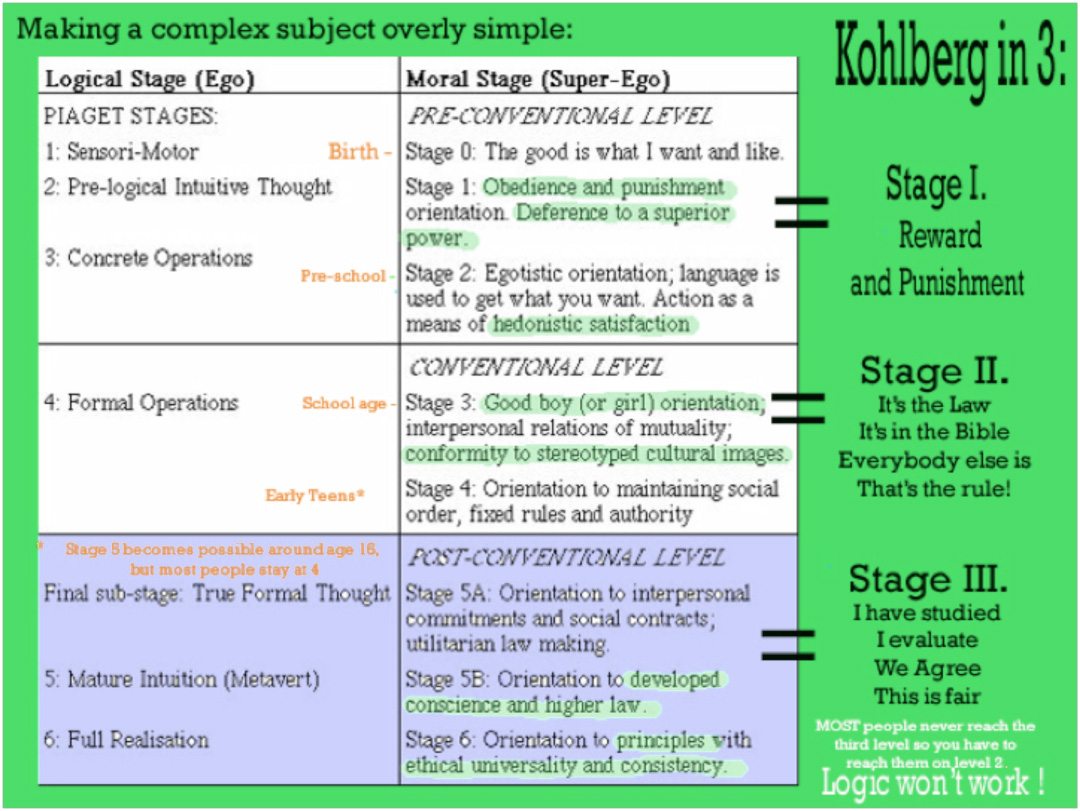 Making a complex subject overly simple:
Kohlberg in 3:
Logical Stage (Ego)
Moral Stage (Super-Ego)
PIAGET STAGES:
PRE-CONVENTIONAL LEVEL
1: Sensori-Motor
Birth -
Stage 0: The good is what I want and like.
2: Pre-logical Intuitive Thought
Stage 1: Obedience and punishment
orientation. Deference to a superior
power.
3: Concrete Operations
Pre-school -
Stage 2: Egotistic orientation; language is
used to get what you want. Action as a
means of hedonistic satisfaction
=
Stage I.
Reward
and Punishment
CONVENTIONAL LEVEL
4: Formal Operations
School age -
Stage 3: Good boy (or girl) orientation;
interpersonal relations of mutuality;
conformity to stereotyped cultural images.
Early Teens*
Stage 4: Orientation to maintaining social
order, fixed rules and authority
=
Stage II.
It's the Law
It's in the Bible
Everybody else is
That's the rule!
* Stage 5 becomes possible around age 15,
but most people stay at 4
POST-CONVENTIONAL LEVEL
Final sub-stage: True Formal Thought
Stage 5A: Orientation to interpersonal
commitments and social contracts;
utilitarian law making.
5: Mature Intuition (Metavert)
Stage 5B: Orientation to developed
conscience and higher law.
6: Full Realisation
Stage 6: Orientation to principles with
ethical universality and consistency.
=
Stage III.
I have studied
I evaluate
We Agree
This is fair
MOST people never reach the
third level so you have to
reach them on level 2.
Logic won't work !